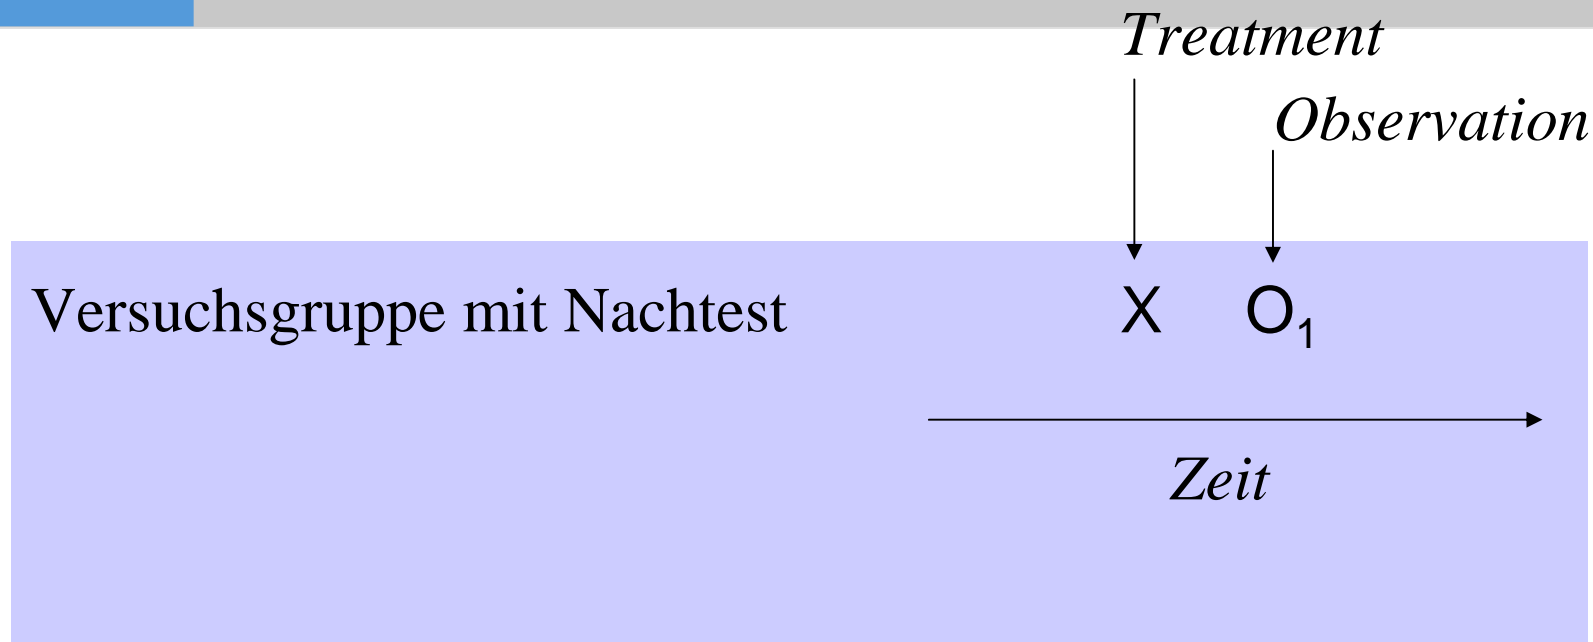 Treatment
Observation
Versuchsgruppe mit Nachtest X O₁
Zeit